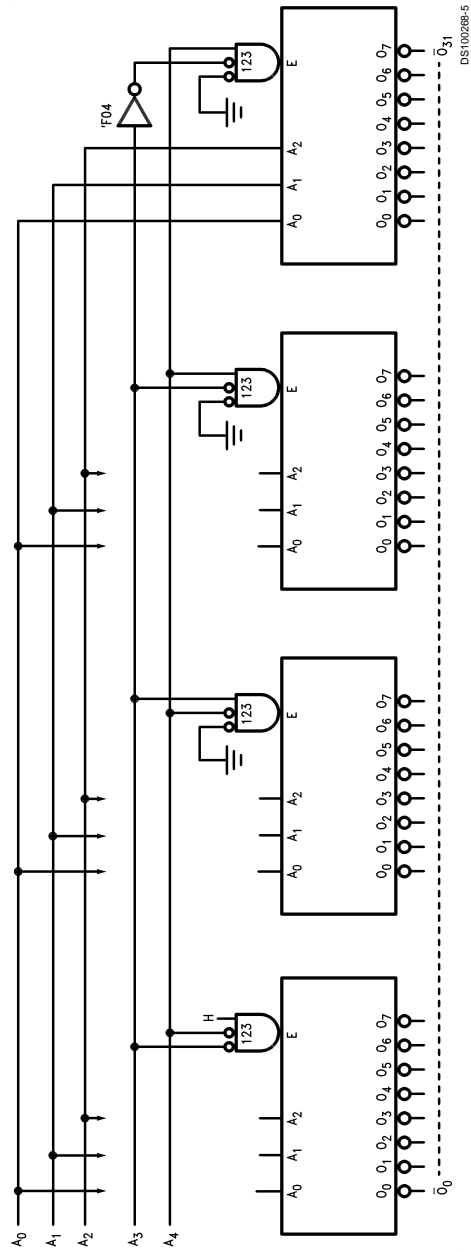 A₀
A₁
A₂
'F04
A₃
A₄
H
123 123 123 123
A₀ A₁ A₂ E A₀ A₁ A₂ E A₀ A₁ A₂ E A₀ A₁ A₂ E
O₀ O₁ O₂ O₃ O₄ O₅ O₆ O₇ O₀ O₁ O₂ O₃ O₄ O₅ O₆ O₇ O₀ O₁ O₂ O₃ O₄ O₅ O₆ O₇ O₀ O₁ O₂ O₃ O₄ O₅ O₆ O₇
Ō₀ Ō₃₁
DS100268-5